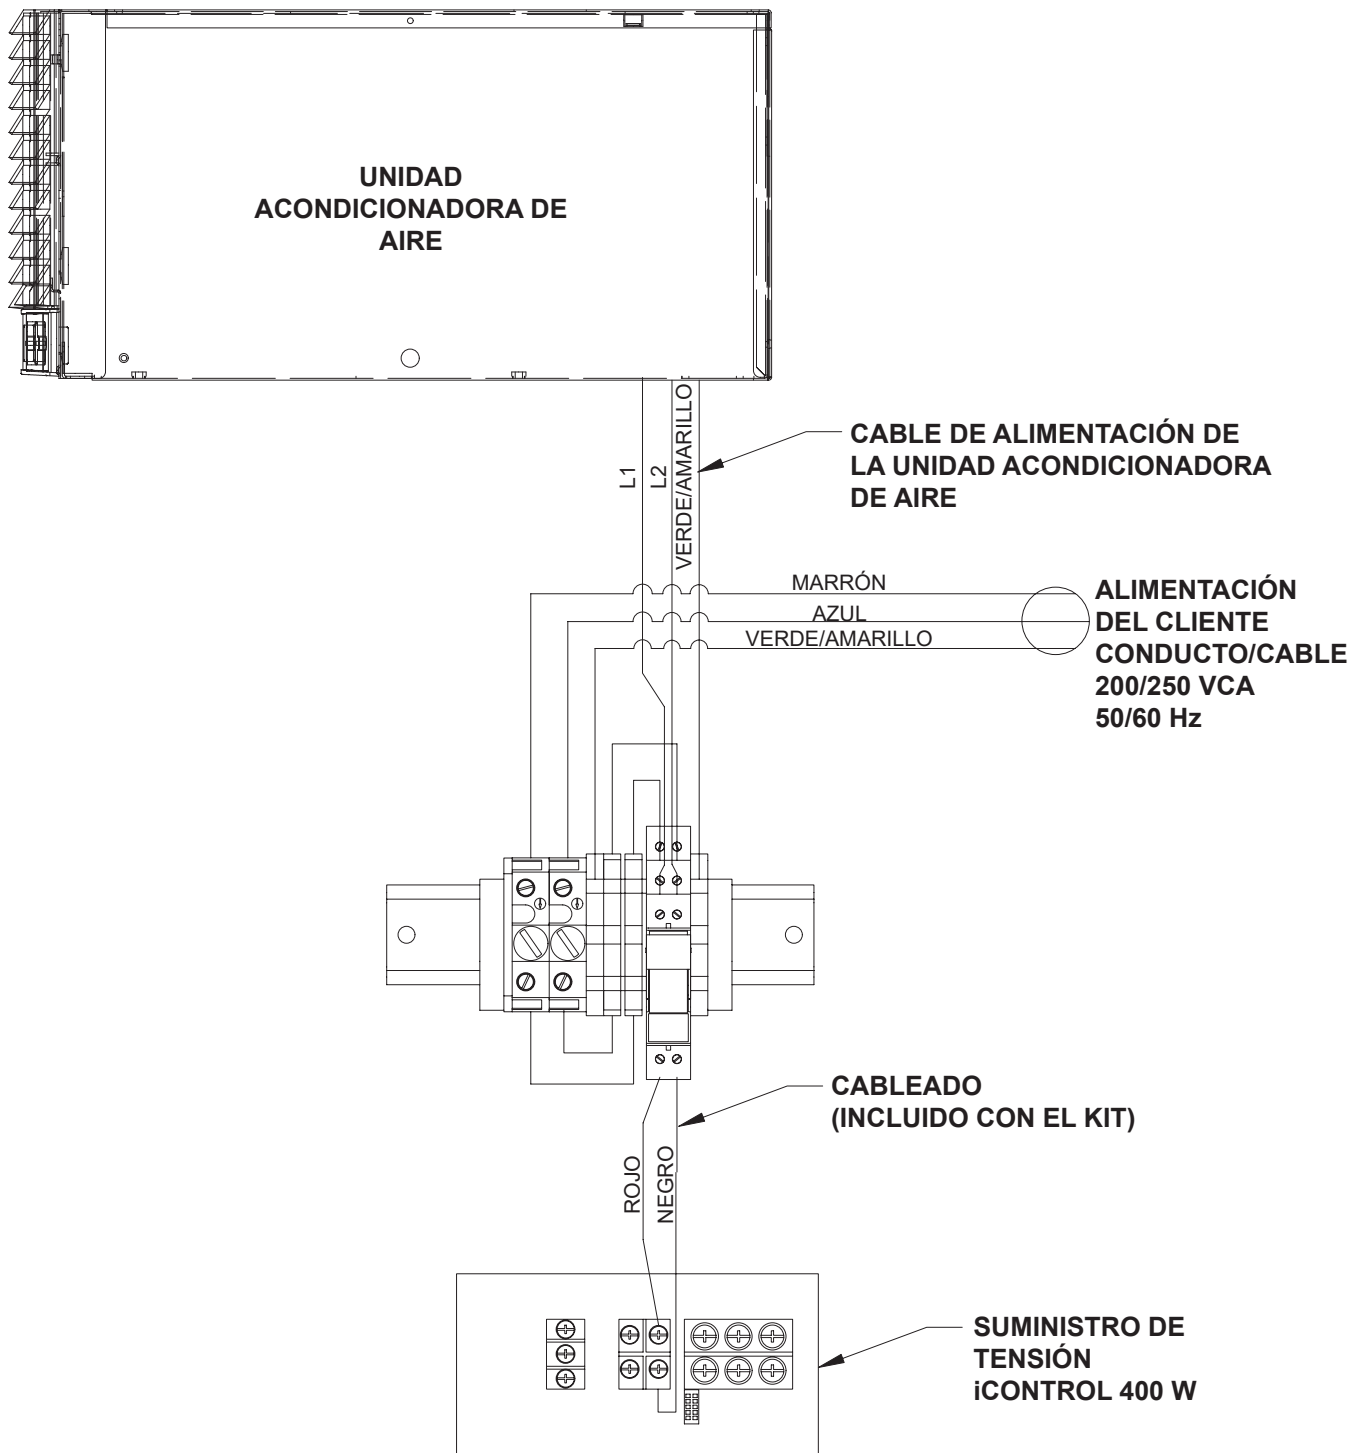 UNIDAD
ACONDICIONADORA DE
AIRE
L1
L2
VERDE/AMARILLO
CABLE DE ALIMENTACIÓN DE
LA UNIDAD ACONDICIONADORA
DE AIRE
MARRÓN
AZUL
VERDE/AMARILLO
ALIMENTACIÓN
DEL CLIENTE
CONDUCTO/CABLE
200/250 VCA
50/60 Hz
CABLEADO
(INCLUIDO CON EL KIT)
ROJO
NEGRO
SUMINISTRO DE
TENSIÓN
iCONTROL 400 W